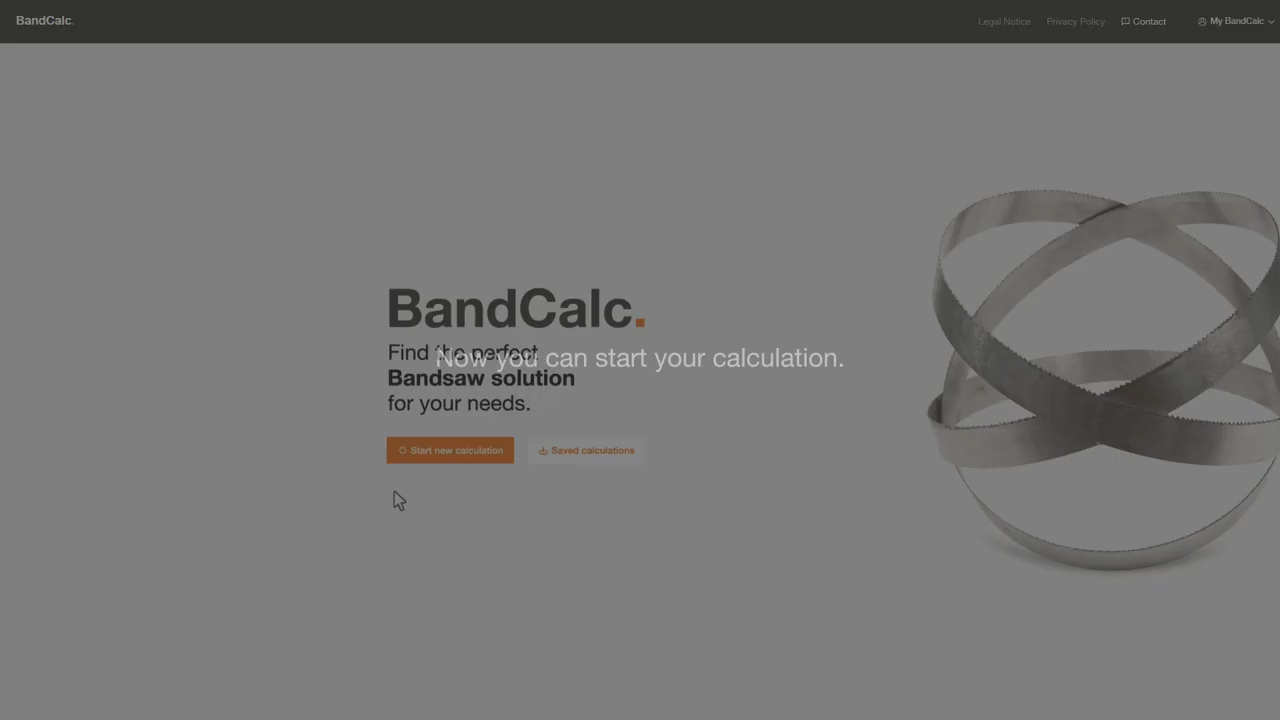 BandCalc.
Legal Notice
Privacy Policy
Contact
My BandCalc
BandCalc.
Find the perfect
Now you can start your calculation.
Bandsaw solution
for your needs.
Start new calculation
Saved calculations